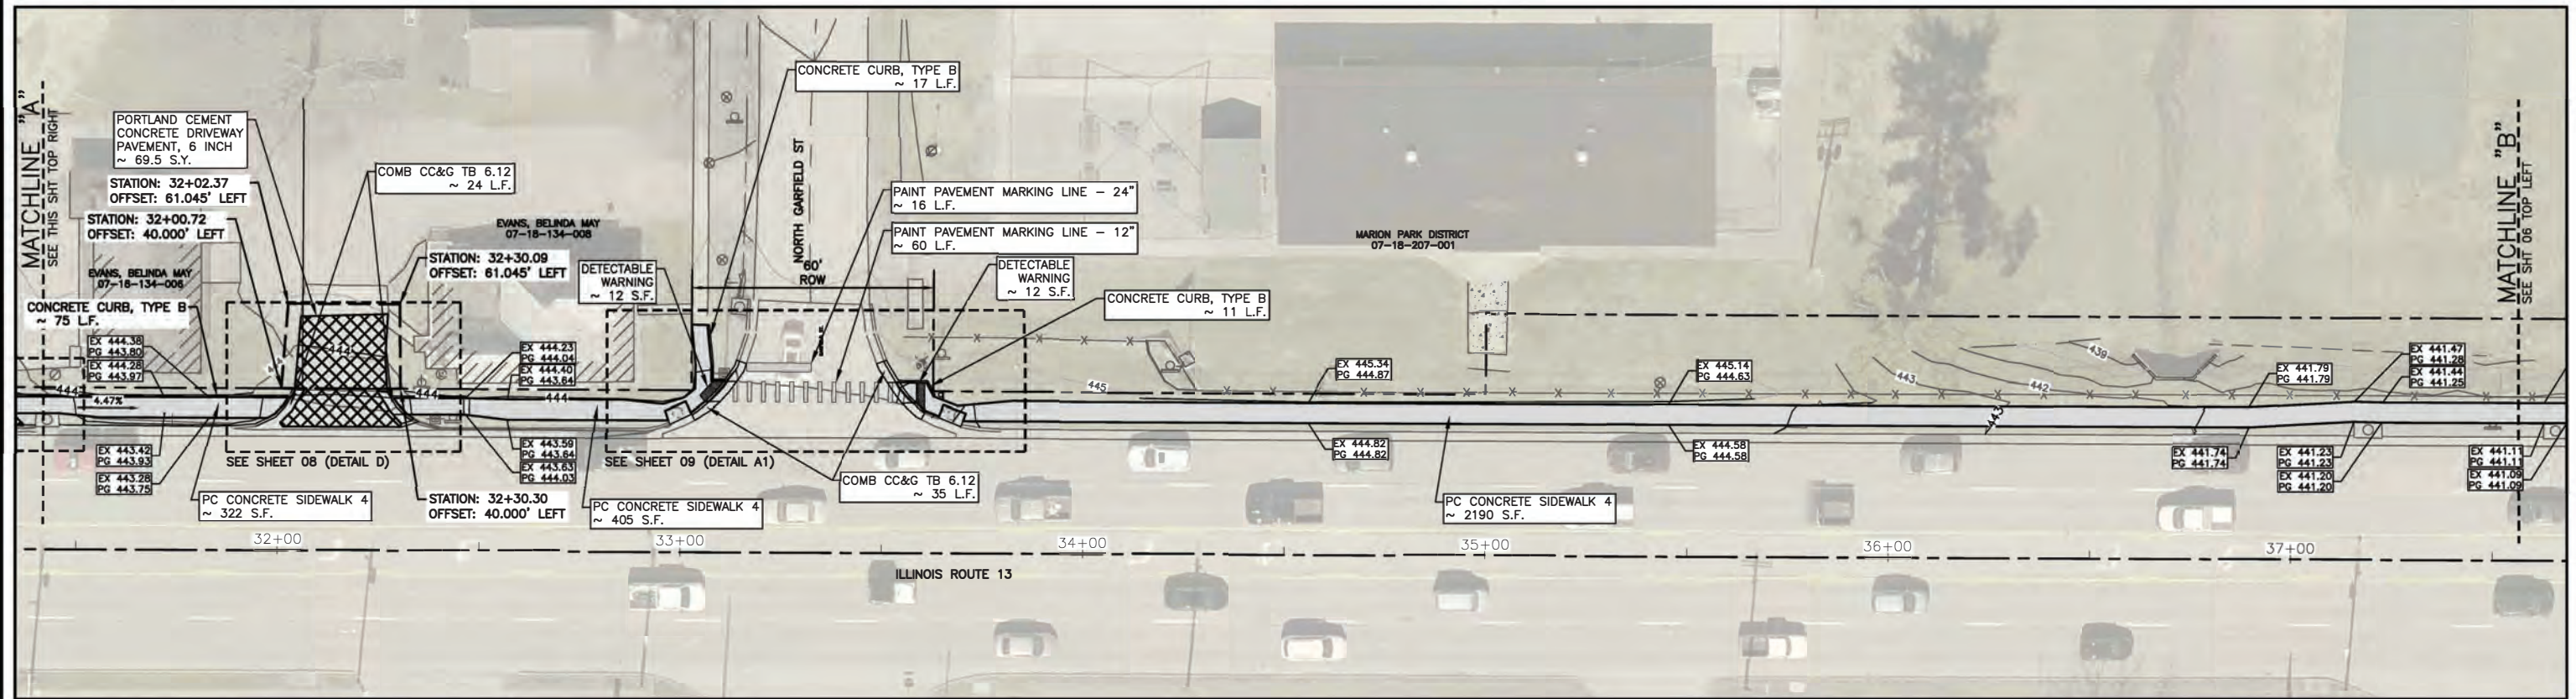 MATCHLINE "A"
SEE THIS SHT TOP RIGHT
PORTLAND CEMENT
CONCRETE DRIVEWAY
PAVEMENT, 6 INCH
~ 69.5 S.Y.
STATION: 32+02.37
OFFSET: 61.045' LEFT
STATION: 32+00.72
OFFSET: 40.000' LEFT
EVANS, BELINDA MAY
07-18-134-006
CONCRETE CURB, TYPE B
~ 75 L.F.
EX 444.38
PG 443.80
EX 444.28
PG 443.97
444
4.47%
EX 443.42
PG 443.93
EX 443.28
PG 443.75
PC CONCRETE SIDEWALK 4
~ 322 S.F.
COMB CC&G TB 6.12
~ 24 L.F.
444
444
EVANS, BELINDA MAY
07-18-134-008
STATION: 32+30.09
OFFSET: 61.045' LEFT
444
SEE SHEET 08 (DETAIL D)
EX 444.23
PG 444.04
EX 444.40
PG 443.64
444
EX 443.59
PG 443.64
EX 443.63
PG 444.03
STATION: 32+30.30
OFFSET: 40.000' LEFT
DETECTABLE
WARNING
~ 12 S.F.
CONCRETE CURB, TYPE B
~ 17 L.F.
NORTH GARFIELD ST
60'
ROW
PAINT PAVEMENT MARKING LINE - 24"
~ 16 L.F.
PAINT PAVEMENT MARKING LINE - 12"
~ 60 L.F.
DETECTABLE
WARNING
~ 12 S.F.
CONCRETE CURB, TYPE B
~ 11 L.F.
SEE SHEET 09 (DETAIL A1)
PC CONCRETE SIDEWALK 4
~ 405 S.F.
COMB CC&G TB 6.12
~ 35 L.F.
MARION PARK DISTRICT
07-18-207-001
445
EX 445.34
PG 444.87
EX 444.82
PG 444.82
PC CONCRETE SIDEWALK 4
~ 2190 S.F.
EX 445.14
PG 444.63
EX 444.58
PG 444.58
443
442
439
443
EX 441.79
PG 441.79
EX 441.74
PG 441.74
EX 441.47
PG 441.28
EX 441.44
PG 441.25
EX 441.23
PG 441.23
EX 441.20
PG 441.20
EX 441.11
PG 441.11
EX 441.09
PG 441.09
MATCHLINE "B"
SEE SHT 06 TOP LEFT
32+00
33+00
34+00
35+00
36+00
37+00
ILLINOIS ROUTE 13